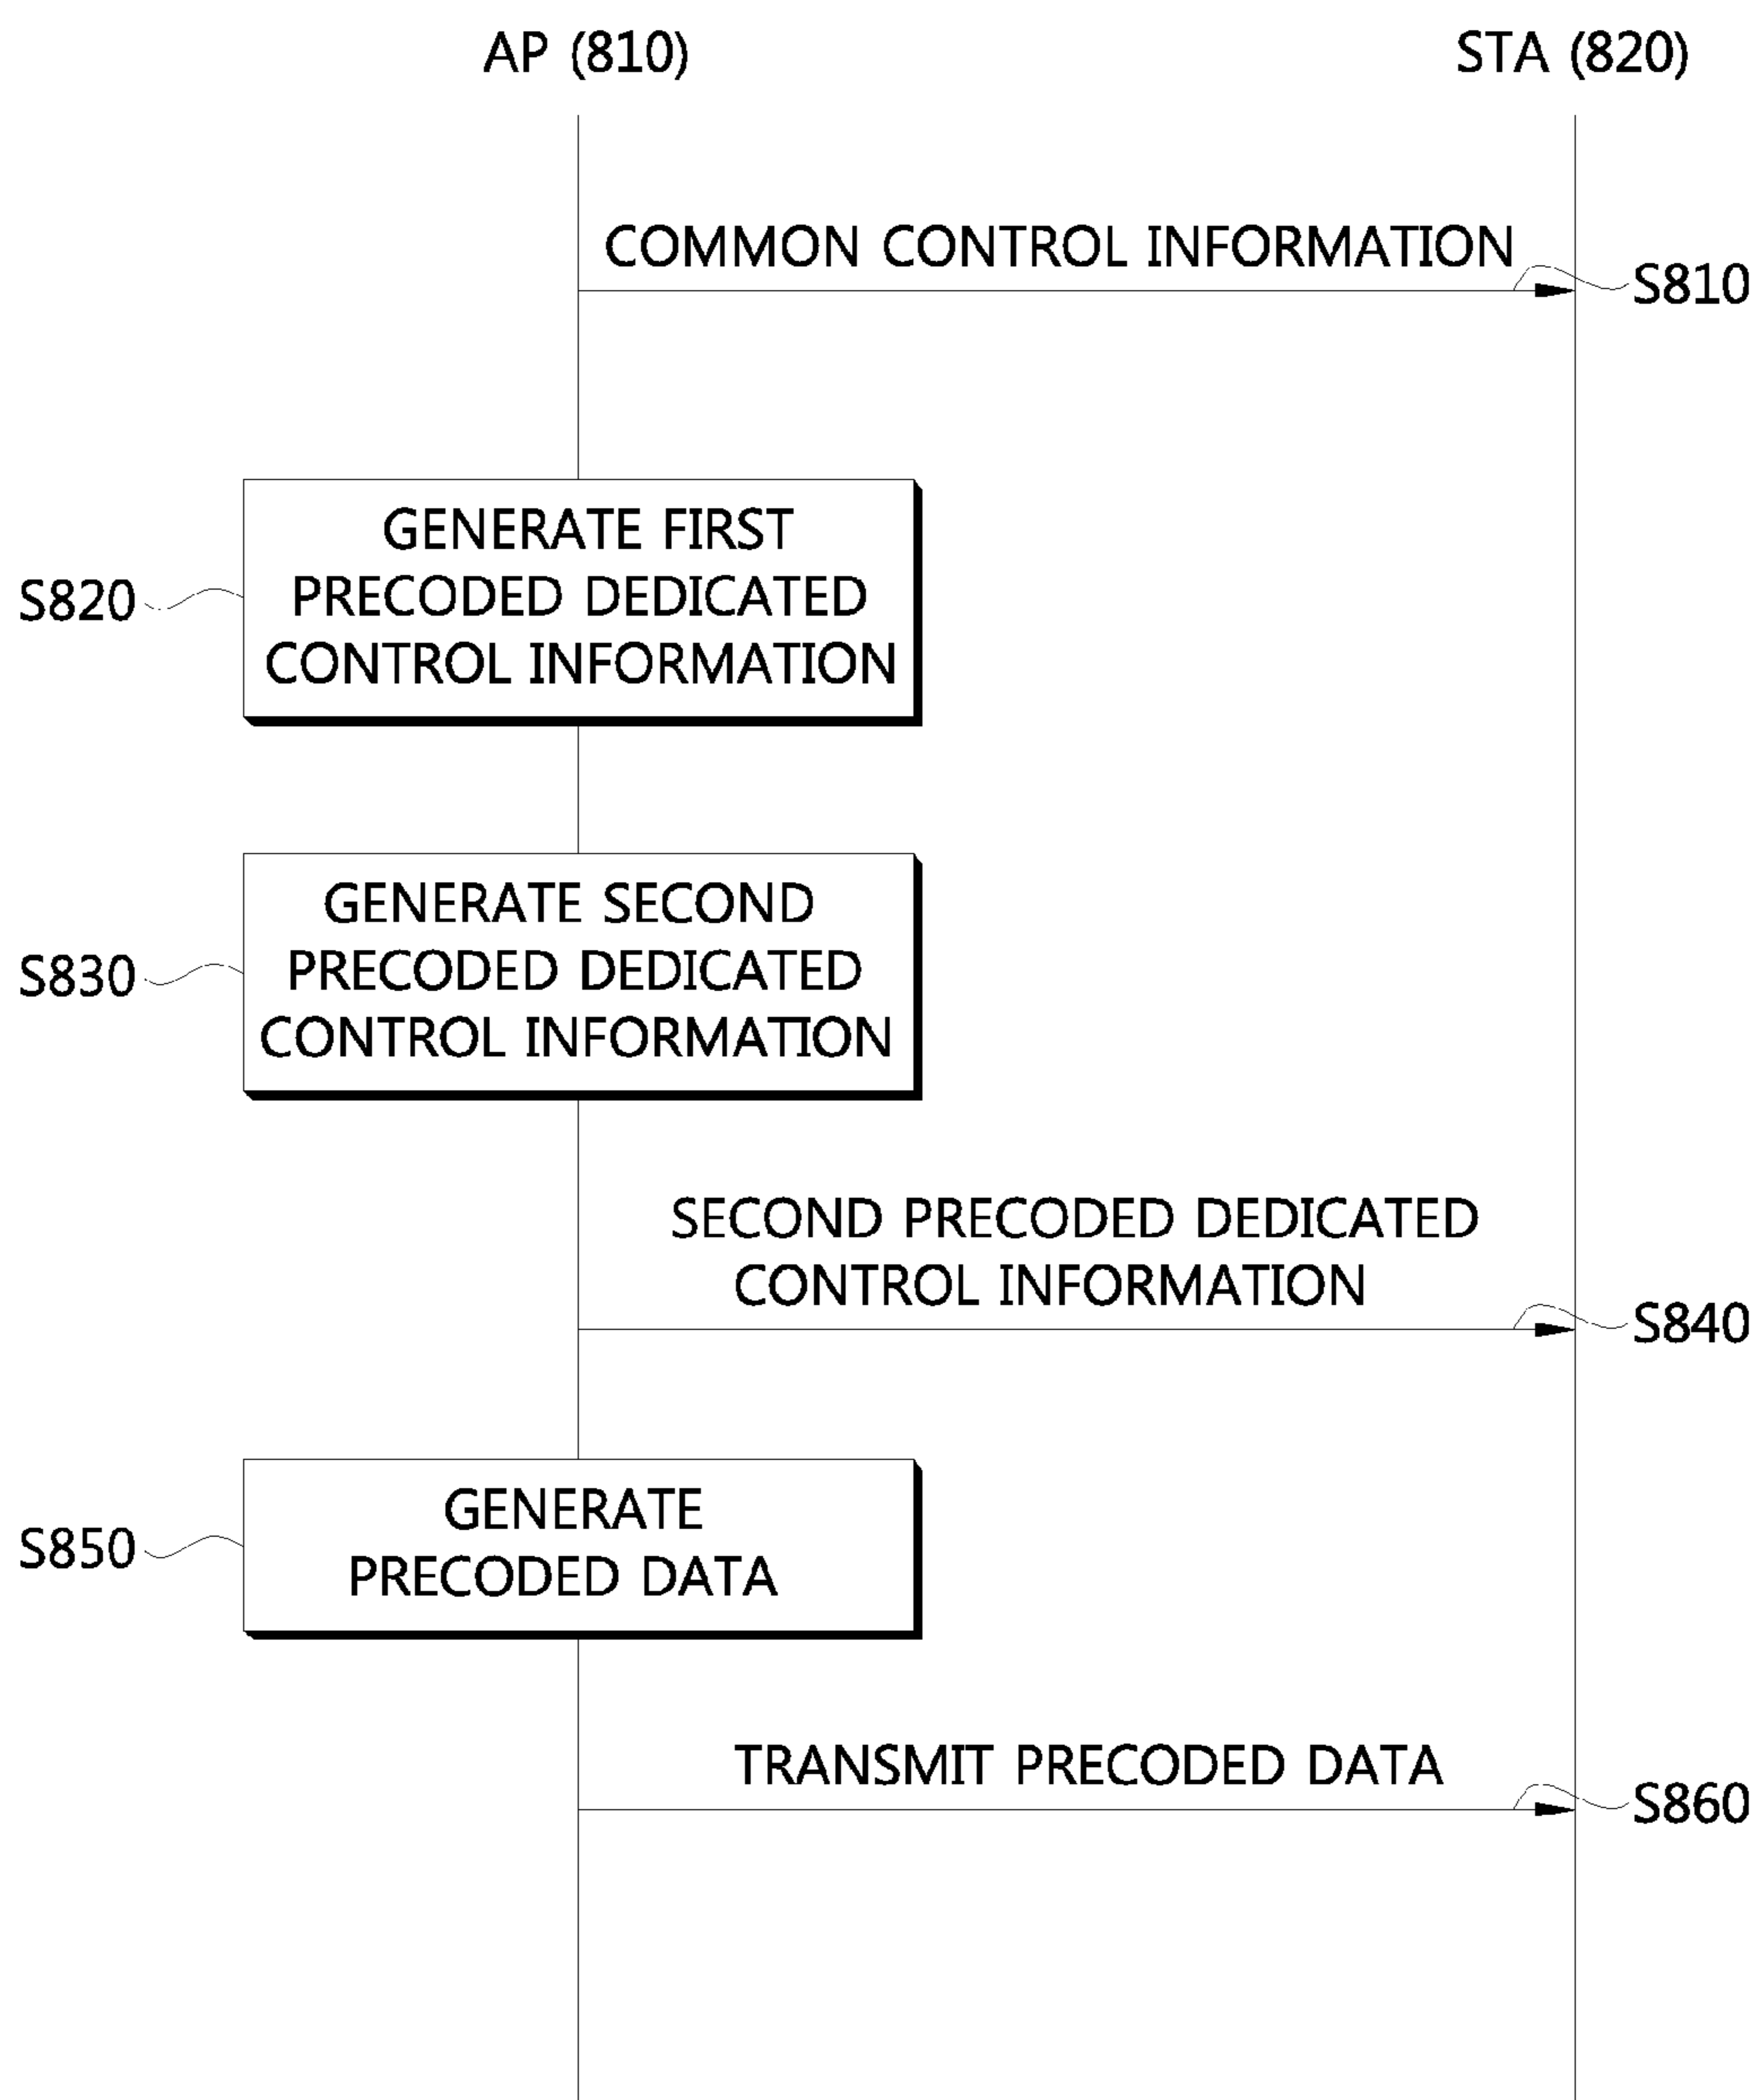 AP (810)
STA (820)
COMMON CONTROL INFORMATION
S810
GENERATE FIRST
PRECODED DEDICATED
CONTROL INFORMATION
S820
GENERATE SECOND
PRECODED DEDICATED
CONTROL INFORMATION
S830
SECOND PRECODED DEDICATED
CONTROL INFORMATION
S840
GENERATE
PRECODED DATA
S850
TRANSMIT PRECODED DATA
S860